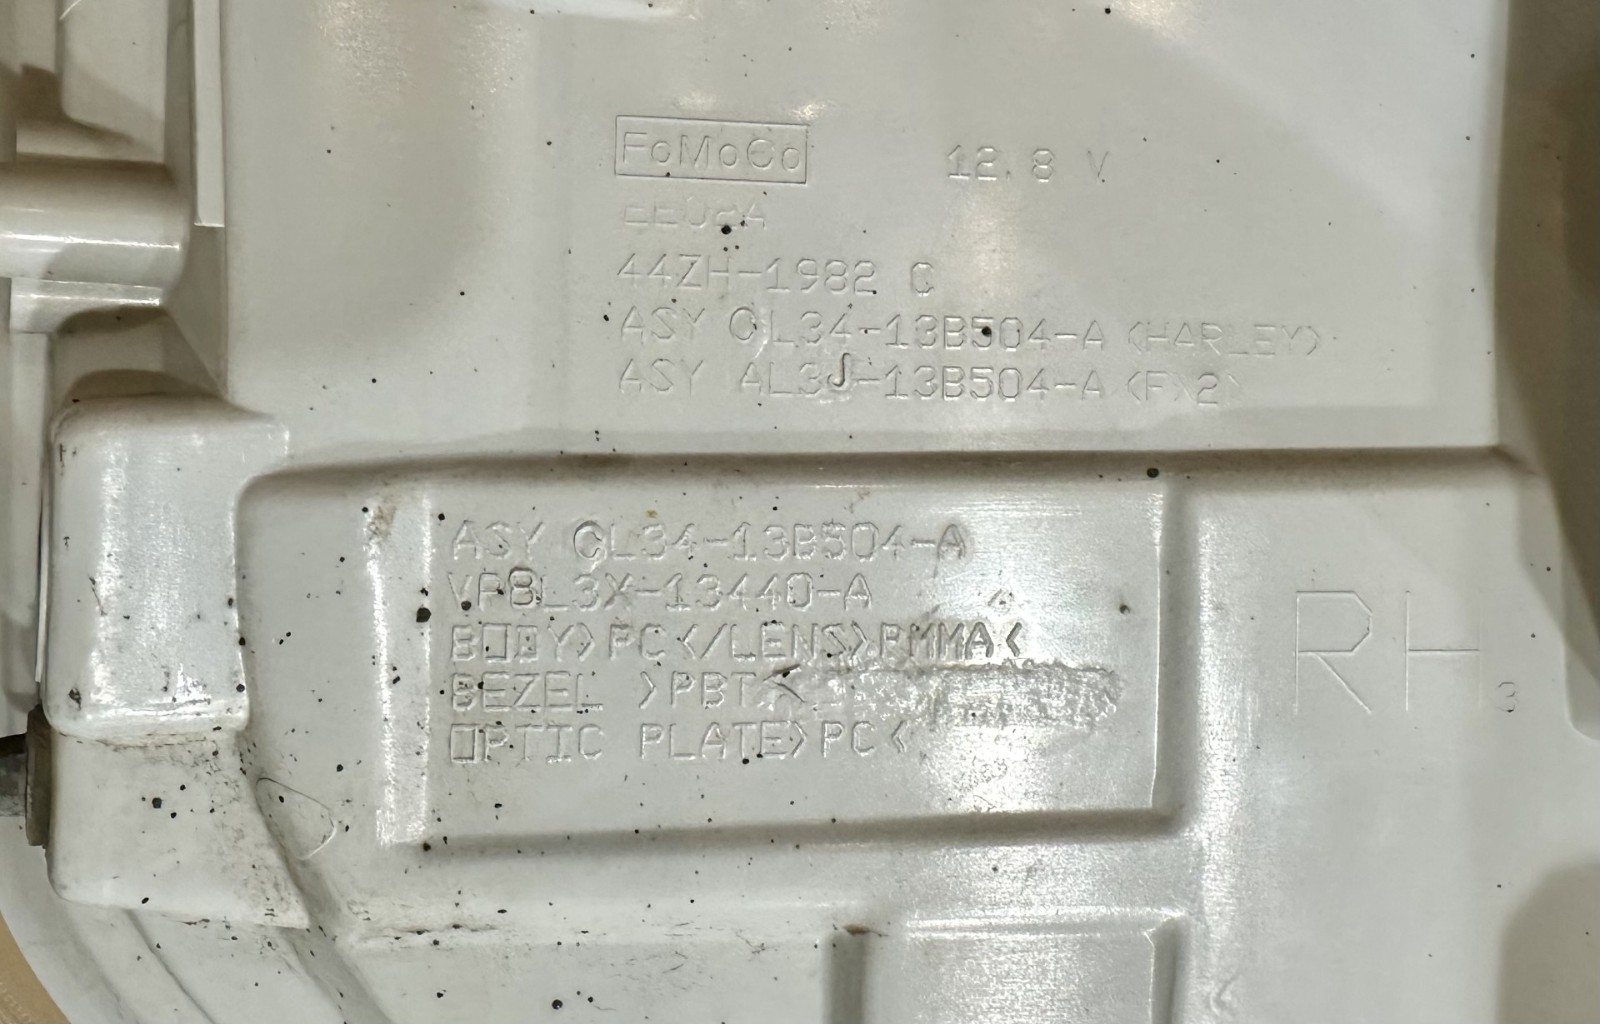 FoMoCo 12.8 V
44ZH-1982 C
ASY CL34-13B504-A <HARLEY>
ASY AL3J-13B504-A <FX2>
ASY CL34-13B504-A
VP8L3X-13440-A
BODY>PC</LENS>PMMA<
BEZEL >PBT<
OPTIC PLATE>PC<
RH 3